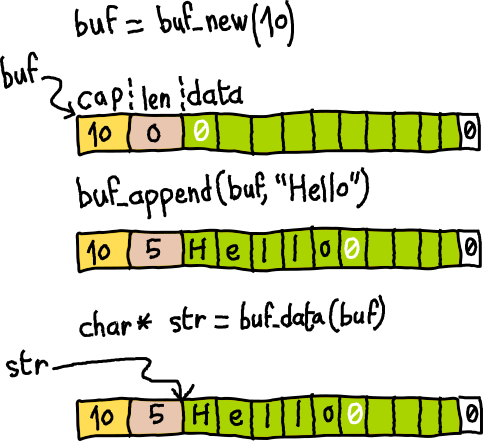 buf = buf_new(10)
buf
cap len data
10 0 0 0
buf_append(buf, "Hello")
10 5 H e l l o 0 0
char* str = buf_data(buf)
str
10 5 H e l l o 0 0